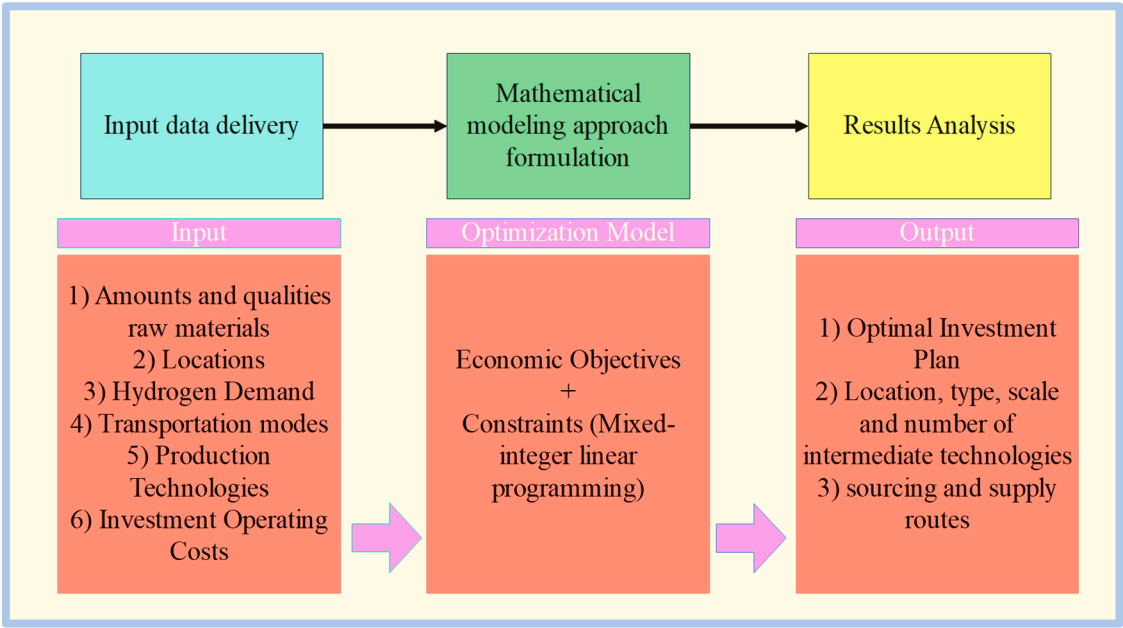 Input data delivery
Mathematical
modeling approach
formulation
Results Analysis
Input
Optimization Model
Output
1) Amounts and qualities
raw materials
2) Locations
3) Hydrogen Demand
4) Transportation modes
5) Production
Technologies
6) Investment Operating
Costs
Economic Objectives
+
Constraints (Mixed-
integer linear
programming)
1) Optimal Investment
Plan
2) Location, type, scale
and number of
intermediate technologies
3) sourcing and supply
routes